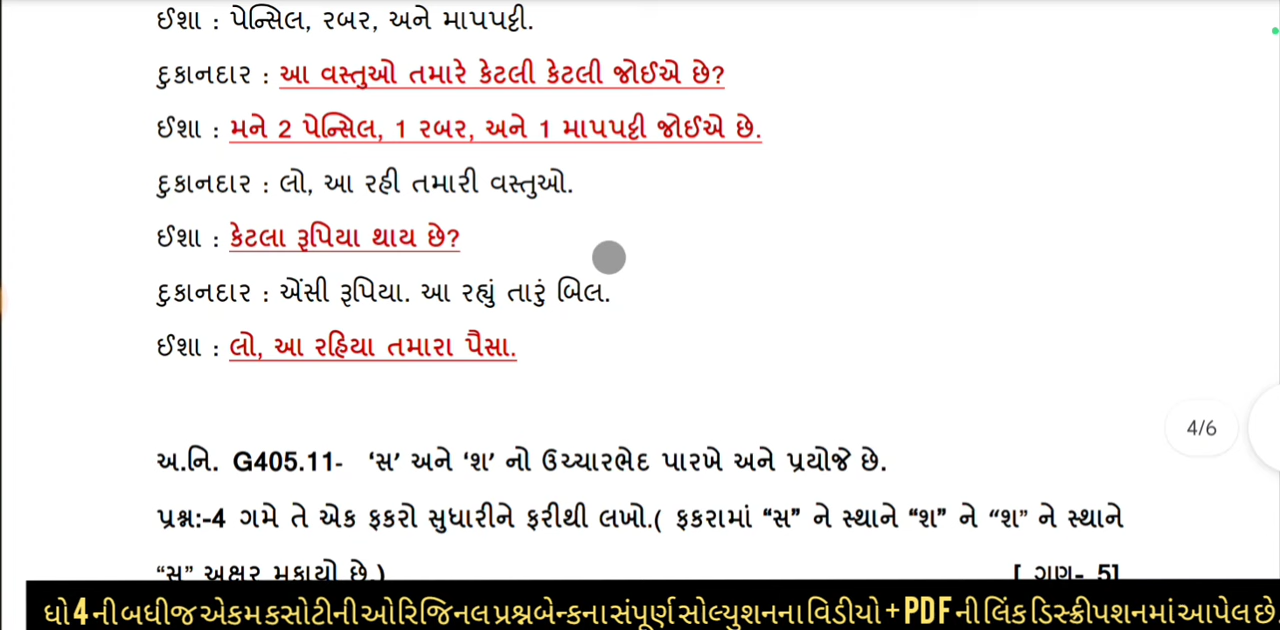 ઈશા : પેન્સિલ, રબર, અને માપપટ્ટી.
દુકાનદાર : આ વસ્તુઓ તમારે કેટલી કેટલી જોઈએ છે?
ઈશા : મને 2 પેન્સિલ, 1 રબર, અને 1 માપપટ્ટી જોઈએ છે.
દુકાનદાર : લો, આ રહી તમારી વસ્તુઓ.
ઈશા : કેટલા રૂપિયા થાય છે?
દુકાનદાર : એંસી રૂપિયા. આ રહ્યું તારું બિલ.
ઈશા : લો, આ રહિયા તમારા પૈસા.
4/6
અ.નિ. G405.11- ‘સ’ અને ‘શ’ નો ઉચ્ચારભેદ પારખે અને પ્રયોજે છે.
પ્રશ્ન:-4 ગમે તે એક ફકરો સુધારીને ફરીથી લખો.( ફકરામાં “સ” ને સ્થાને “શ” ને “શ” ને સ્થાને
“સ” અક્ષર મુકાયો છે.) [ ગુણ- 5]
ધો 4 ની બધી જ એકમ કસોટીની ઓરિજિનલ પ્રશ્નબેન્કના સંપૂર્ણ સોલ્યુશનના વિડીયો + PDF ની લિંક ડિસ્ક્રીપશનમાં આપેલ છે